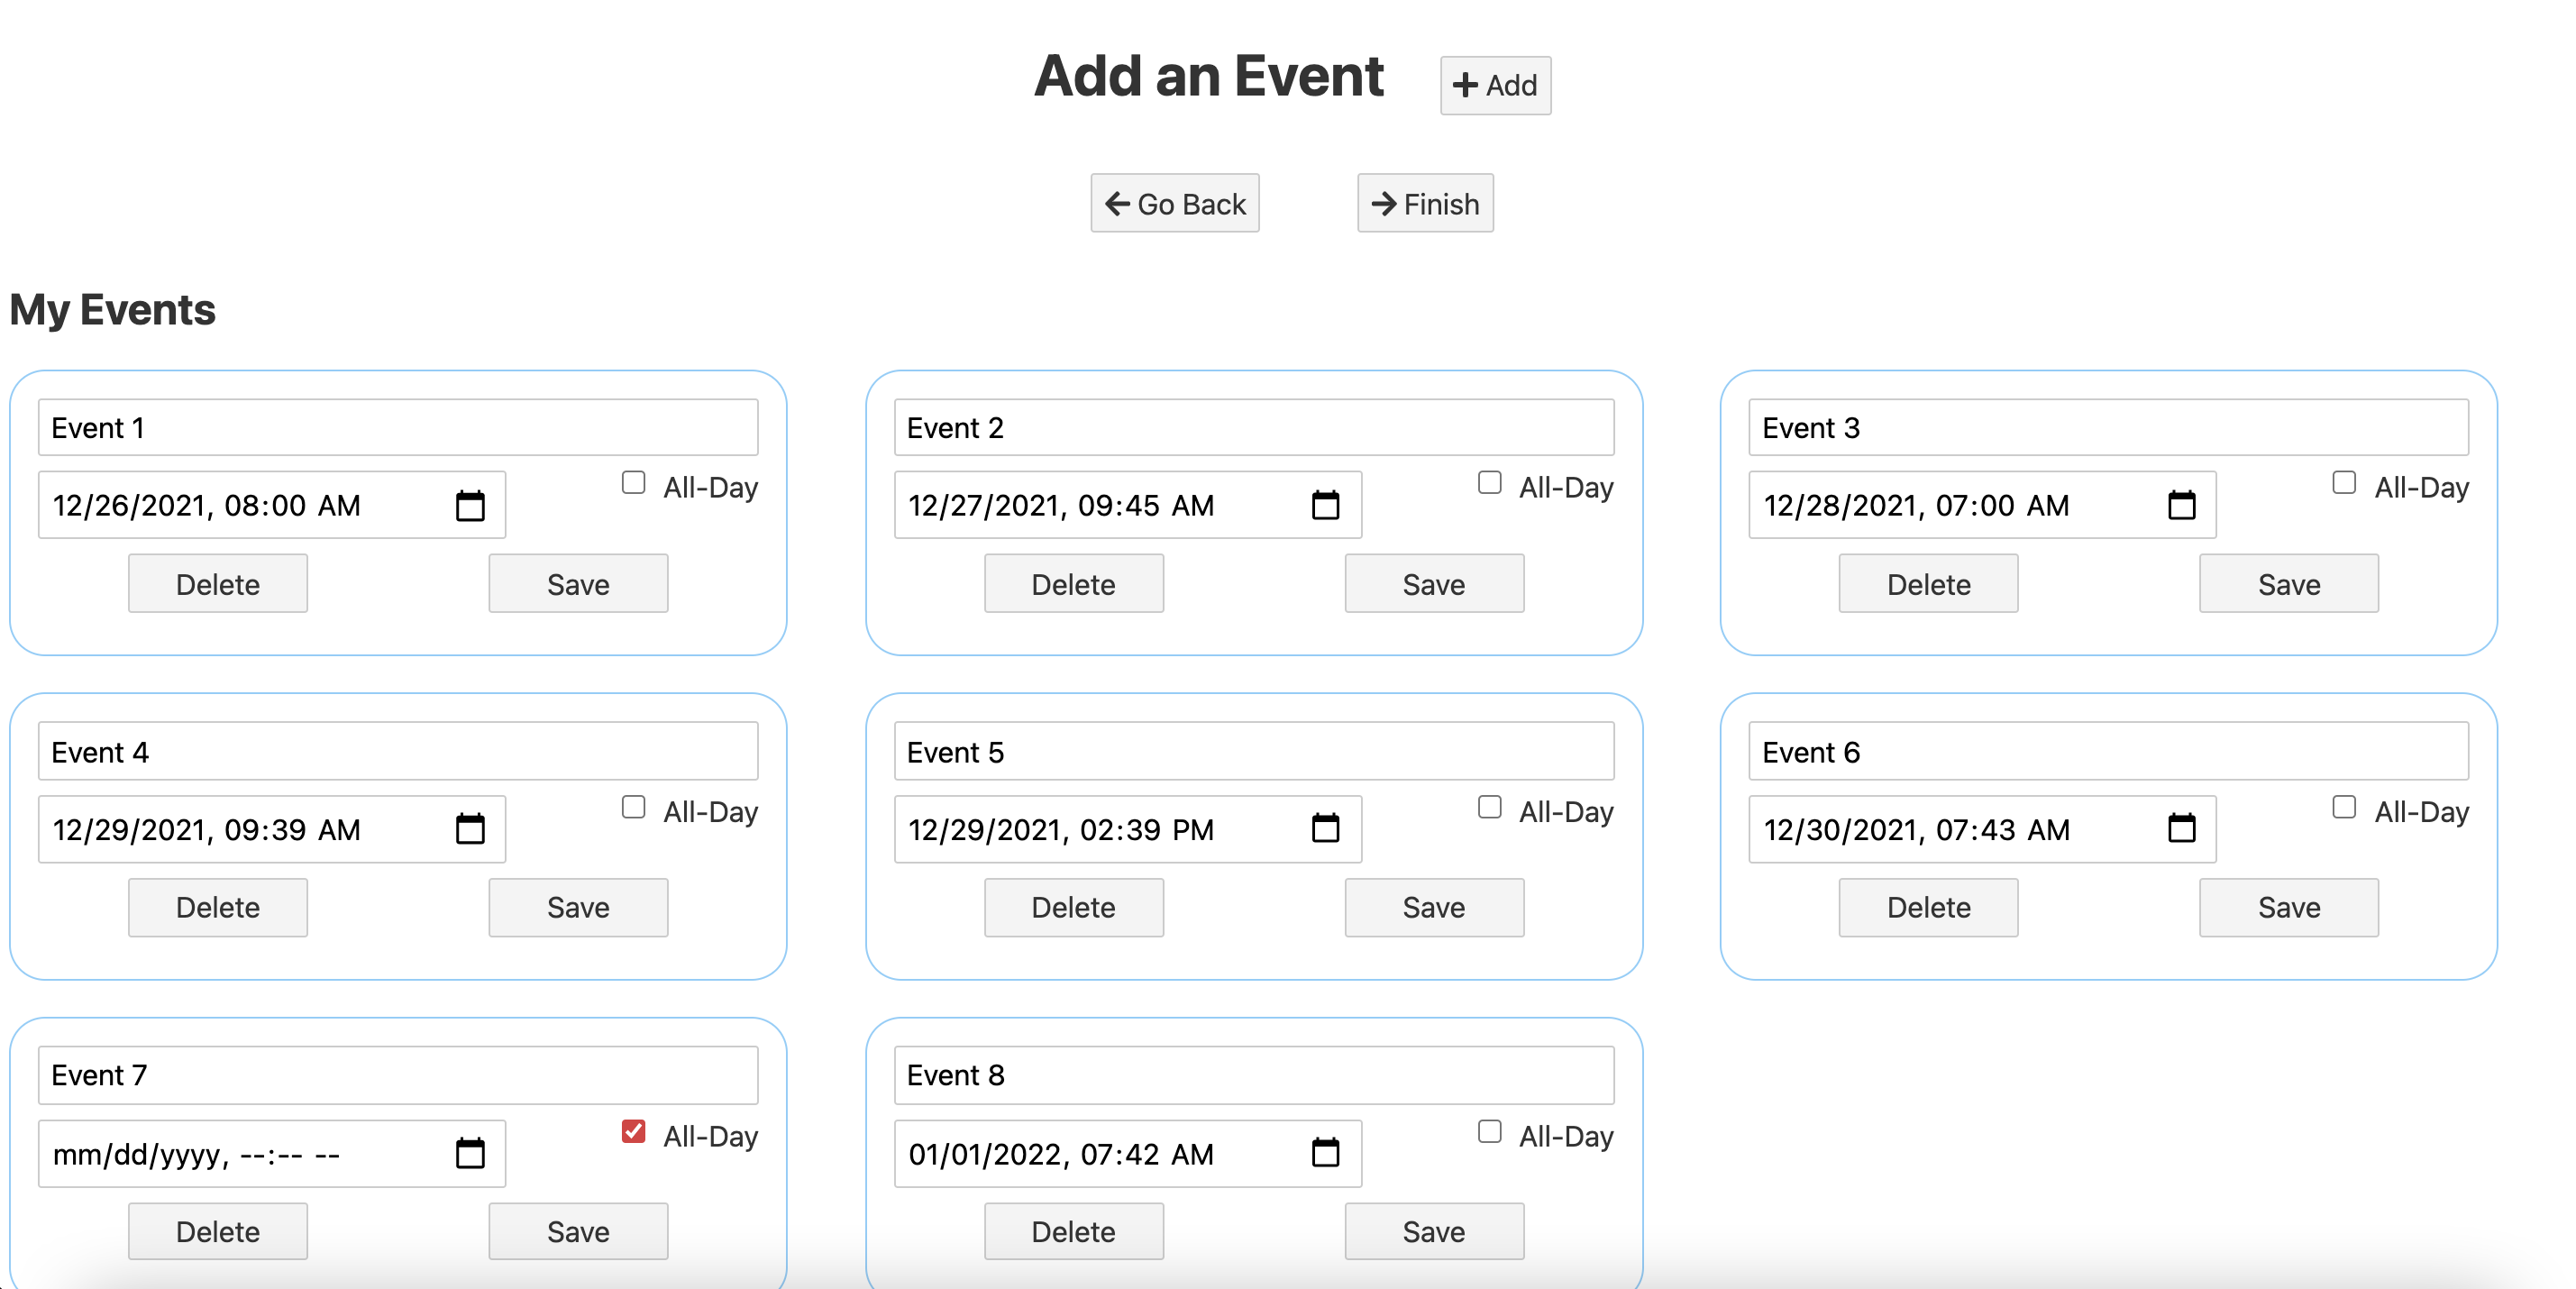 Add an Event
Add
Go Back
Finish
My Events
Event 1
12/26/2021, 08:00 AM
All-Day
Delete
Save
Event 2
12/27/2021, 09:45 AM
All-Day
Delete
Save
Event 3
12/28/2021, 07:00 AM
All-Day
Delete
Save
Event 4
12/29/2021, 09:39 AM
All-Day
Delete
Save
Event 5
12/29/2021, 02:39 PM
All-Day
Delete
Save
Event 6
12/30/2021, 07:43 AM
All-Day
Delete
Save
Event 7
mm/dd/yyyy, --:-- --
All-Day
Delete
Save
Event 8
01/01/2022, 07:42 AM
All-Day
Delete
Save